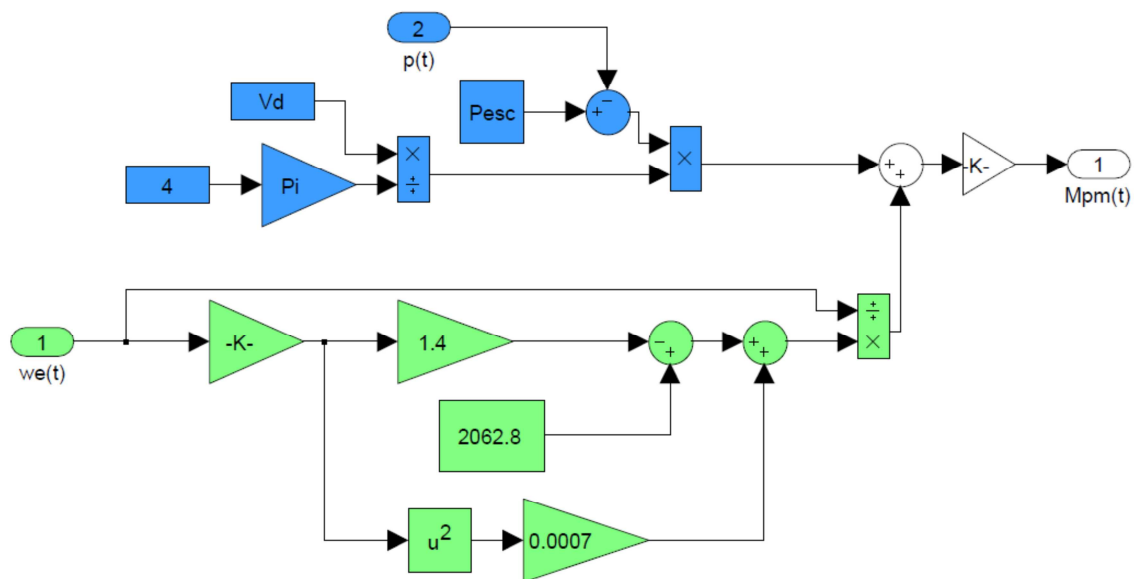 2
p(t)
Vd
Pesc
+
−
×
÷
4
Pi
×
+
+
-K-
1
Mpm(t)
1
we(t)
-K-
1.4
−
+
+
+
÷
×
2062.8
u2
0.0007